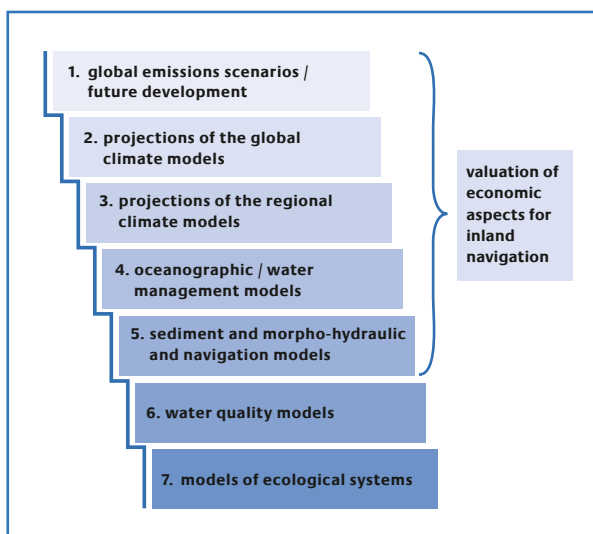 1. global emissions scenarios /
future development
2. projections of the global
climate models
3. projections of the regional
climate models
4. oceanographic / water
management models
5. sediment and morpho-hydraulic
and navigation models
6. water quality models
7. models of ecological systems
valuation of
economic
aspects for
inland
navigation